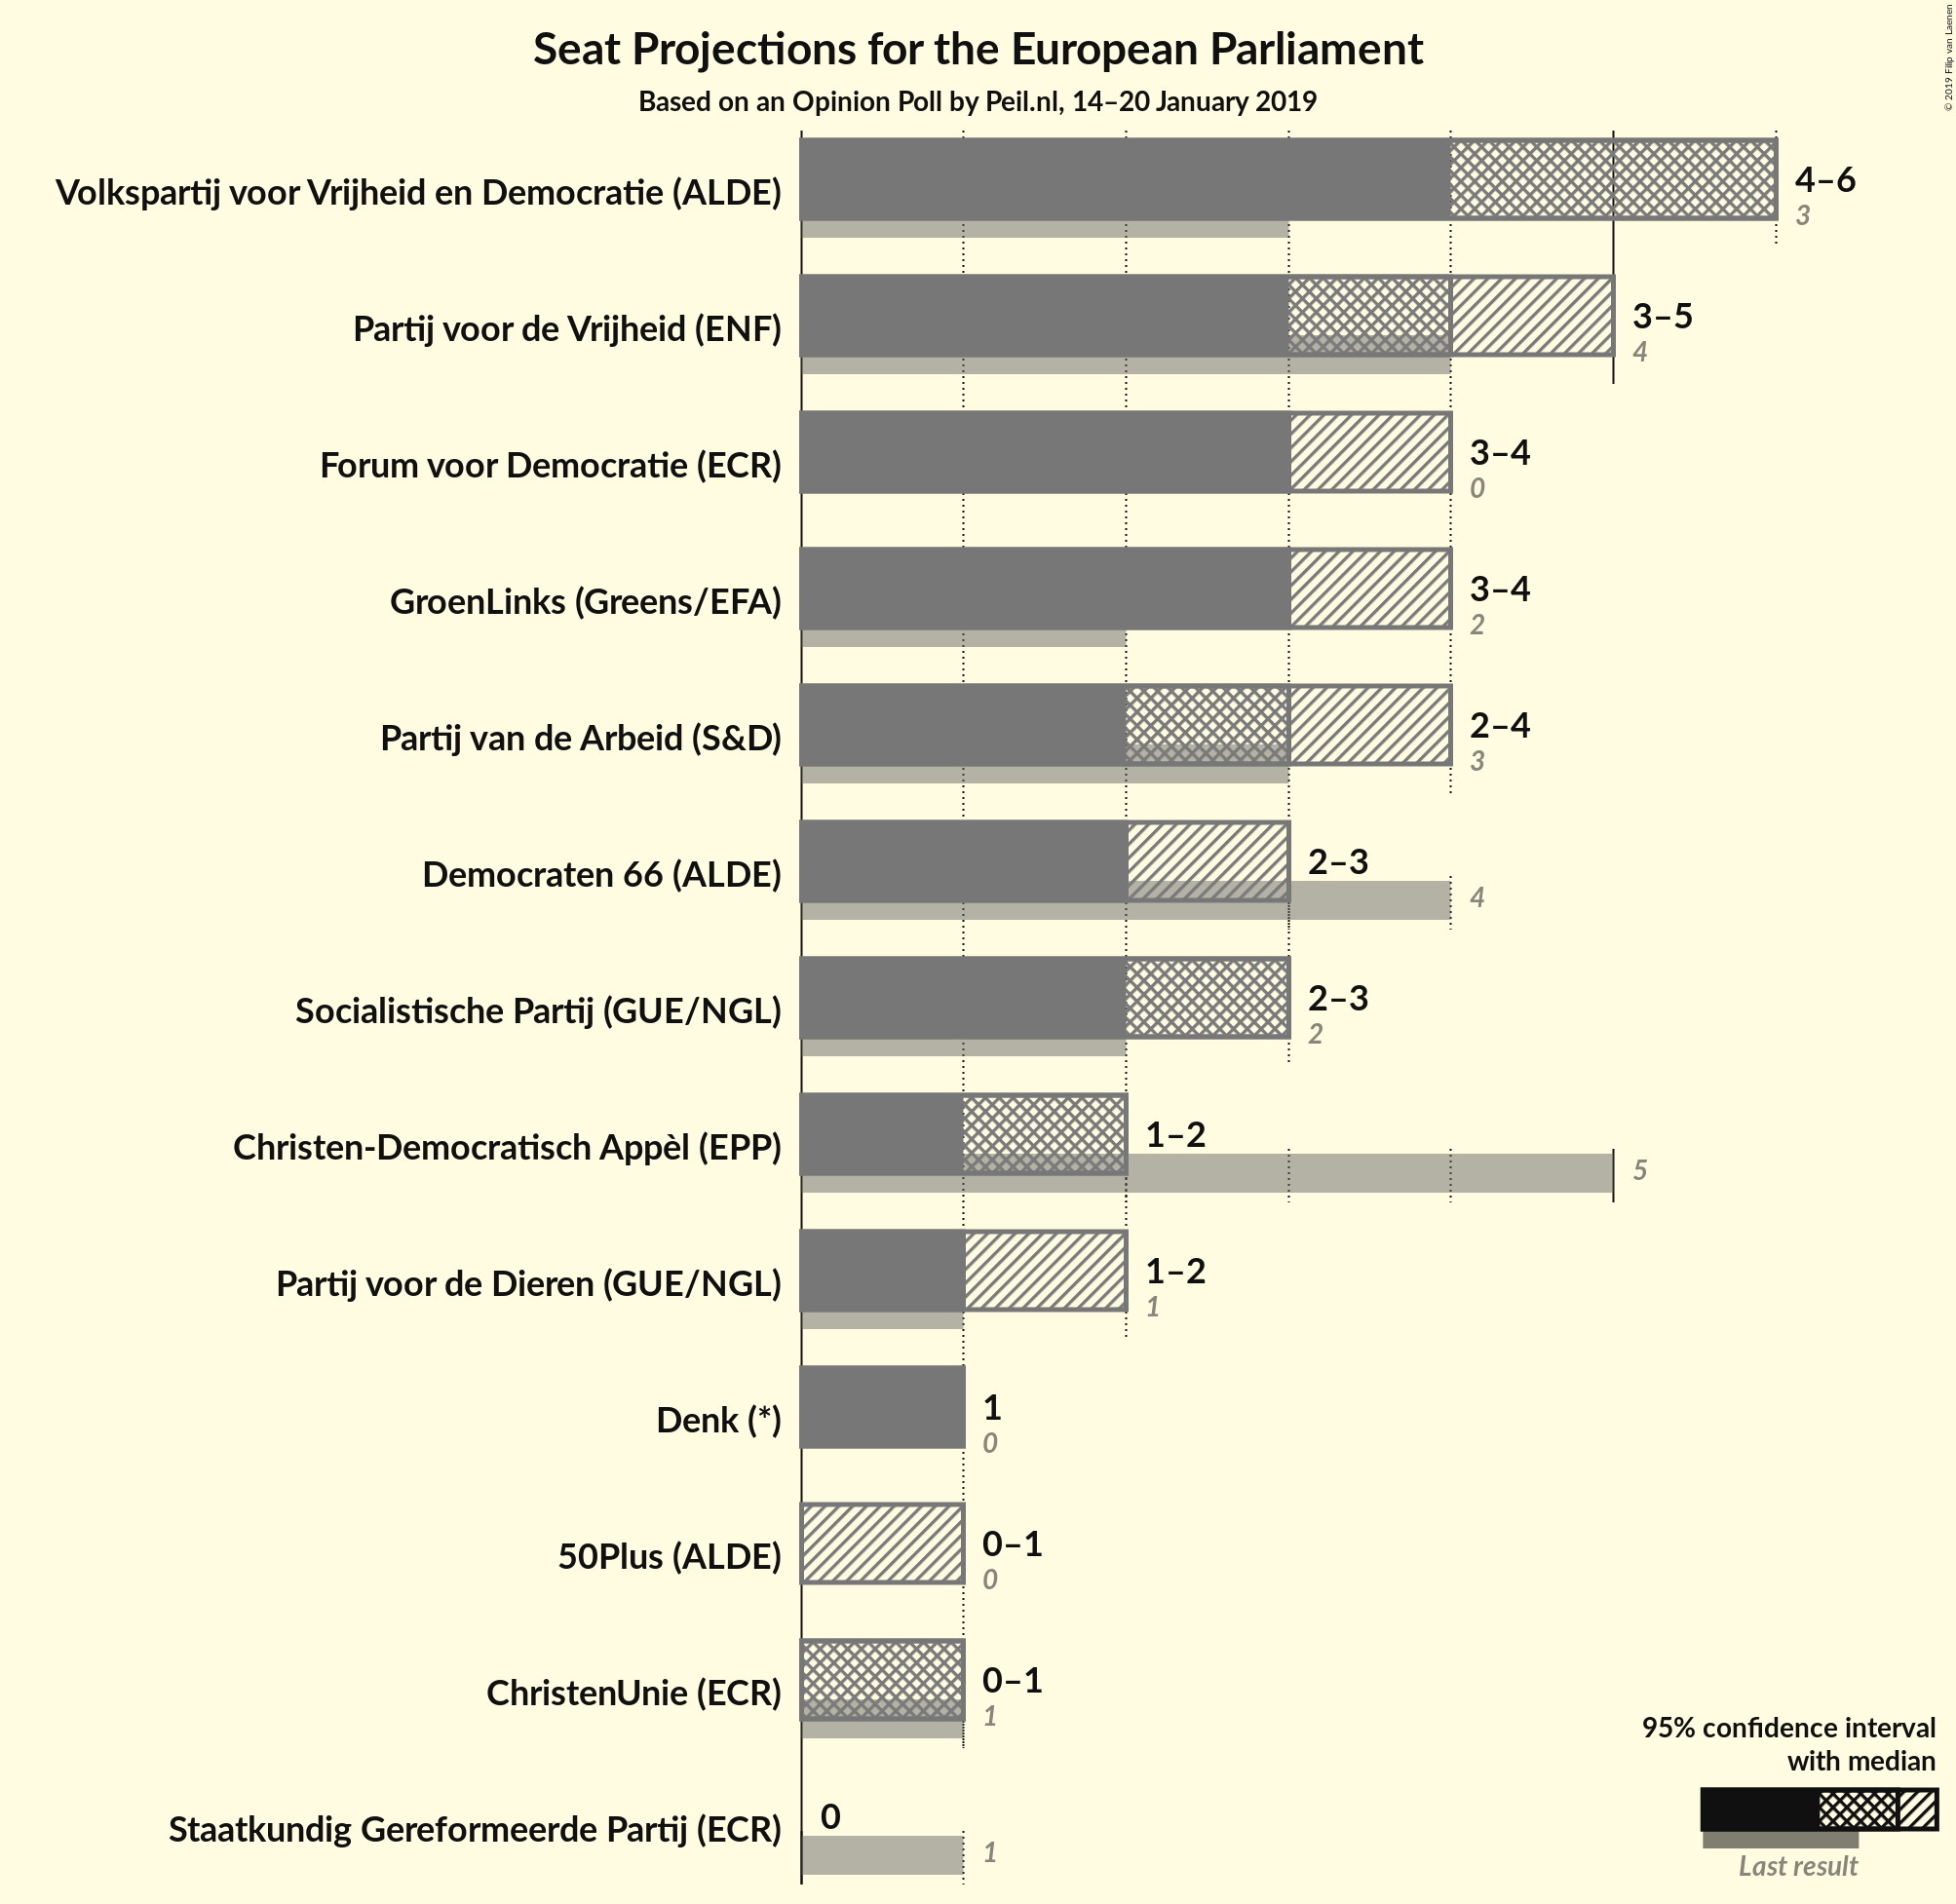 Seat Projections for the European Parliament
Based on an Opinion Poll by Peil.nl, 14–20 January 2019
© 2019 Filip van Laenen
Volkspartij voor Vrijheid en Democratie (ALDE)
4–6
3
Partij voor de Vrijheid (ENF)
3–5
4
Forum voor Democratie (ECR)
3–4
0
GroenLinks (Greens/EFA)
3–4
2
Partij van de Arbeid (S&D)
2–4
3
Democraten 66 (ALDE)
2–3
4
Socialistische Partij (GUE/NGL)
2–3
2
Christen-Democratisch Appèl (EPP)
1–2
5
Partij voor de Dieren (GUE/NGL)
1–2
1
Denk (*)
1
0
50Plus (ALDE)
0–1
0
ChristenUnie (ECR)
0–1
1
Staatkundig Gereformeerde Partij (ECR)
0
1
95% confidence interval
with median
Last result